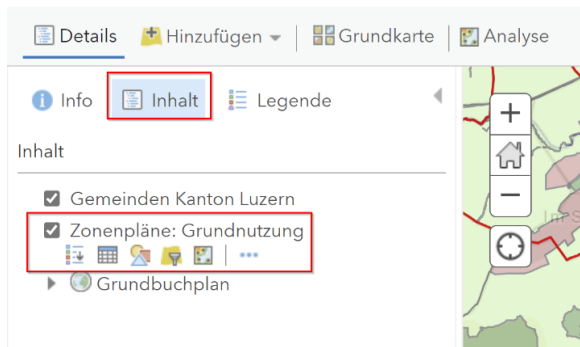 Details Hinzufügen Grundkarte Analyse
Info Inhalt Legende
Inhalt
Gemeinden Kanton Luzern
Zonenpläne: Grundnutzung
Grundbuchplan